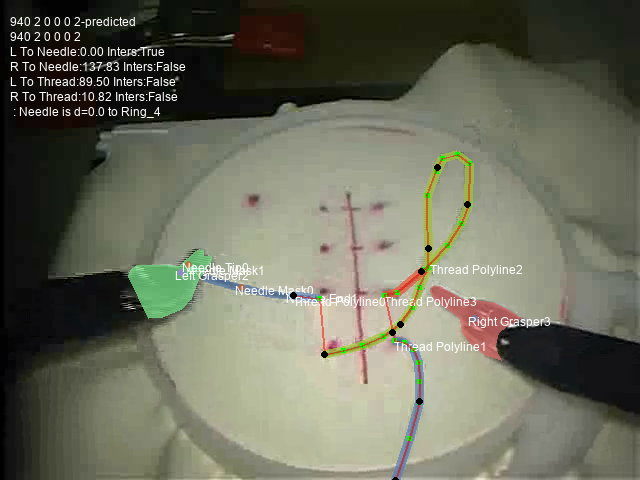 940 2 0 0 0 2-predicted
940 2 0 0 0 2
L To Needle:0.00 Inters:True
R To Needle:137.83 Inters:False
L To Thread:89.50 Inters:False
R To Thread:10.82 Inters:False
: Needle is d=0.0 to Ring_4
Needle Tip0
Needle Mask1
Left Grasper2
Thread Polyline2
Needle Mask0
End
Thread Polyline0
Thread Polyline3
Right Grasper3
Thread Polyline1